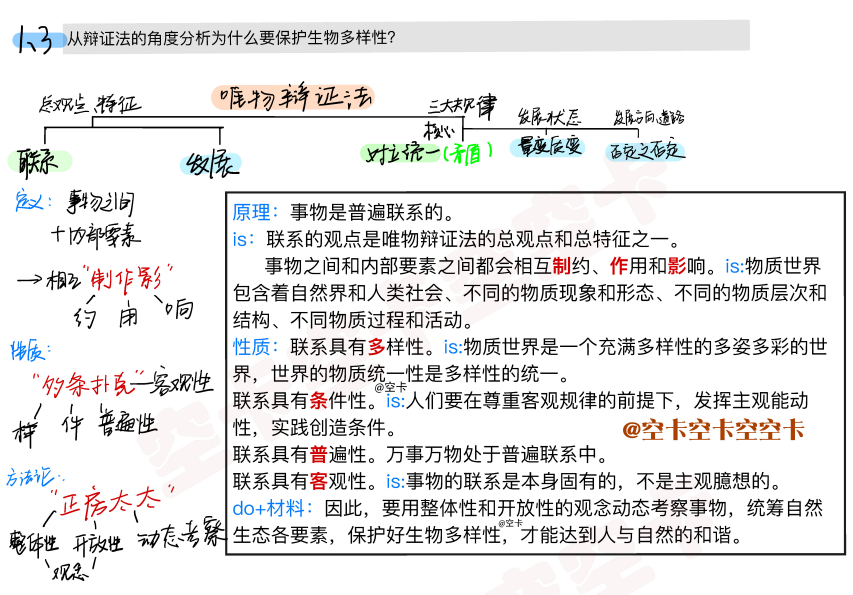 1、3
从辩证法的角度分析为什么要保护生物多样性？
唯物辩证法
总观点、特征
三大规律
核心
发展状态
发展方向、道路
联系
发展
对立统一（矛盾）
量变质变
否定之否定
定义：事物之间
+内部要素
→相互“制作影”
约 用 响
性质：
“多条扑克”—客观性
样 件 普遍性
方法论：
“正房太太”
整体性 开放性 动态考察
观念
原理：事物是普遍联系的。
is：联系的观点是唯物辩证法的总观点和总特征之一。
事物之间和内部要素之间都会相互制约、作用和影响。is:物质世界
包含着自然界和人类社会、不同的物质现象和形态、不同的物质层次和
结构、不同物质过程和活动。
性质：联系具有多样性。is:物质世界是一个充满多样性的多姿多彩的世
界，世界的物质统一性是多样性的统一。
@空卡
联系具有条件性。is:人们要在尊重客观规律的前提下，发挥主观能动
性，实践创造条件。
@空卡空卡空空卡
联系具有普遍性。万事万物处于普遍联系中。
联系具有客观性。is:事物的联系是本身固有的，不是主观臆想的。
do+材料：因此，要用整体性和开放性的观念动态考察事物，统筹自然
@空卡
生态各要素，保护好生物多样性，才能达到人与自然的和谐。